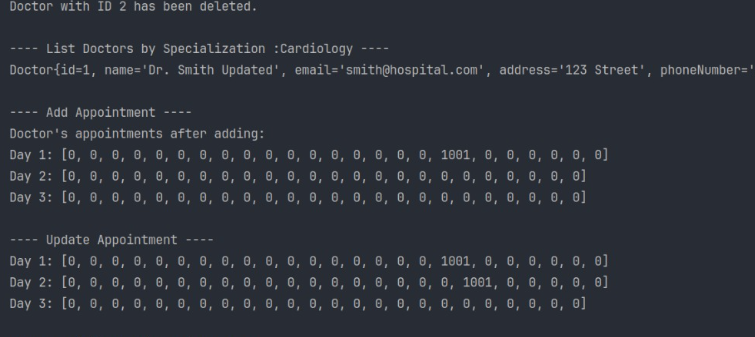 Doctor with ID 2 has been deleted.
---- List Doctors by Specialization :Cardiology ----
Doctor{id=1, name='Dr. Smith Updated', email='smith@hospital.com', address='123 Street', phoneNumber='
---- Add Appointment ----
Doctor's appointments after adding:
Day 1: [0, 0, 0, 0, 0, 0, 0, 0, 0, 0, 0, 0, 0, 0, 0, 0, 0, 1001, 0, 0, 0, 0, 0, 0]
Day 2: [0, 0, 0, 0, 0, 0, 0, 0, 0, 0, 0, 0, 0, 0, 0, 0, 0, 0, 0, 0, 0, 0, 0, 0]
Day 3: [0, 0, 0, 0, 0, 0, 0, 0, 0, 0, 0, 0, 0, 0, 0, 0, 0, 0, 0, 0, 0, 0, 0, 0]
---- Update Appointment ----
Day 1: [0, 0, 0, 0, 0, 0, 0, 0, 0, 0, 0, 0, 0, 0, 0, 0, 0, 1001, 0, 0, 0, 0, 0, 0]
Day 2: [0, 0, 0, 0, 0, 0, 0, 0, 0, 0, 0, 0, 0, 0, 0, 0, 0, 0, 1001, 0, 0, 0, 0, 0]
Day 3: [0, 0, 0, 0, 0, 0, 0, 0, 0, 0, 0, 0, 0, 0, 0, 0, 0, 0, 0, 0, 0, 0, 0, 0]